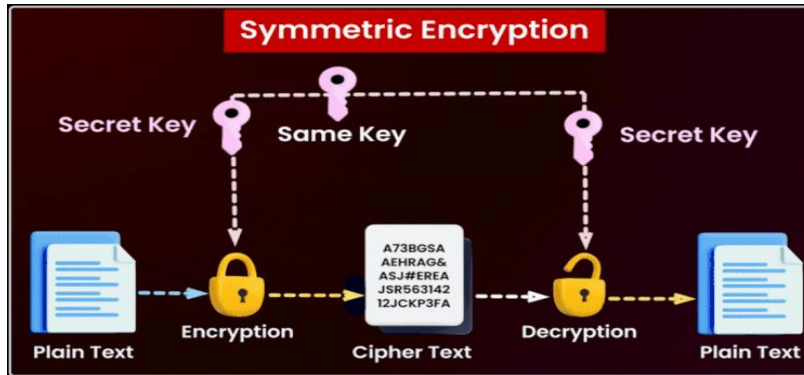 Symmetric Encryption
Secret Key
Same Key
Secret Key
A73BGSA
AEHRAG&
ASJ#EREA
JSR563142
12JCKP3FA
Encryption
Decryption
Plain Text
Cipher Text
Plain Text